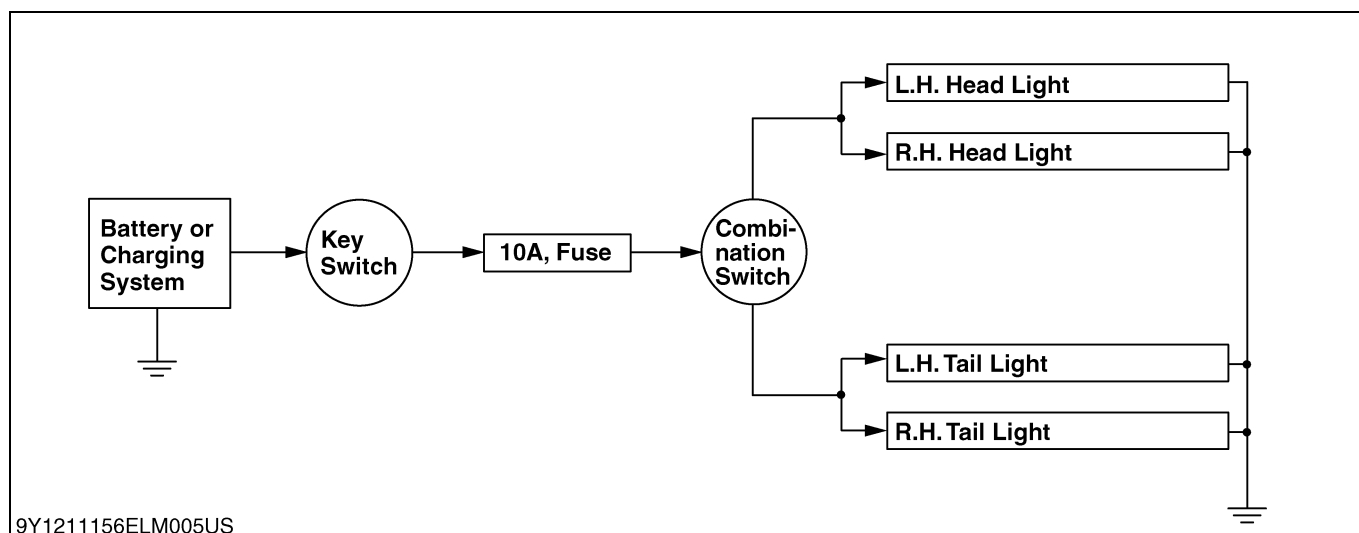 L.H. Head Light
R.H. Head Light
Battery or
Charging
System
Key
Switch
10A, Fuse
Combi-
nation
Switch
L.H. Tail Light
R.H. Tail Light
9Y1211156ELM005US